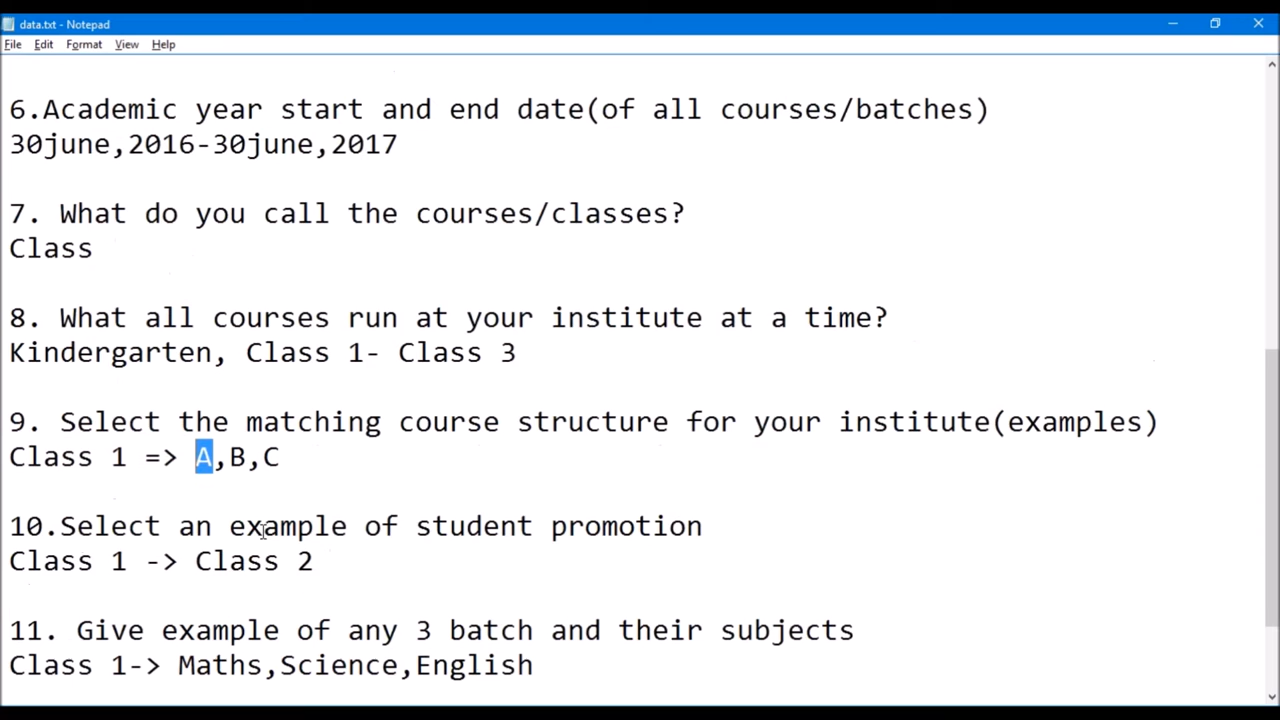 data.txt - Notepad
File Edit Format View Help
6.Academic year start and end date(of all courses/batches)
30june,2016-30june,2017
7. What do you call the courses/classes?
Class
8. What all courses run at your institute at a time?
Kindergarten, Class 1- Class 3
9. Select the matching course structure for your institute(examples)
Class 1 => A,B,C
10.Select an example of student promotion
Class 1 -> Class 2
11. Give example of any 3 batch and their subjects
Class 1-> Maths,Science,English